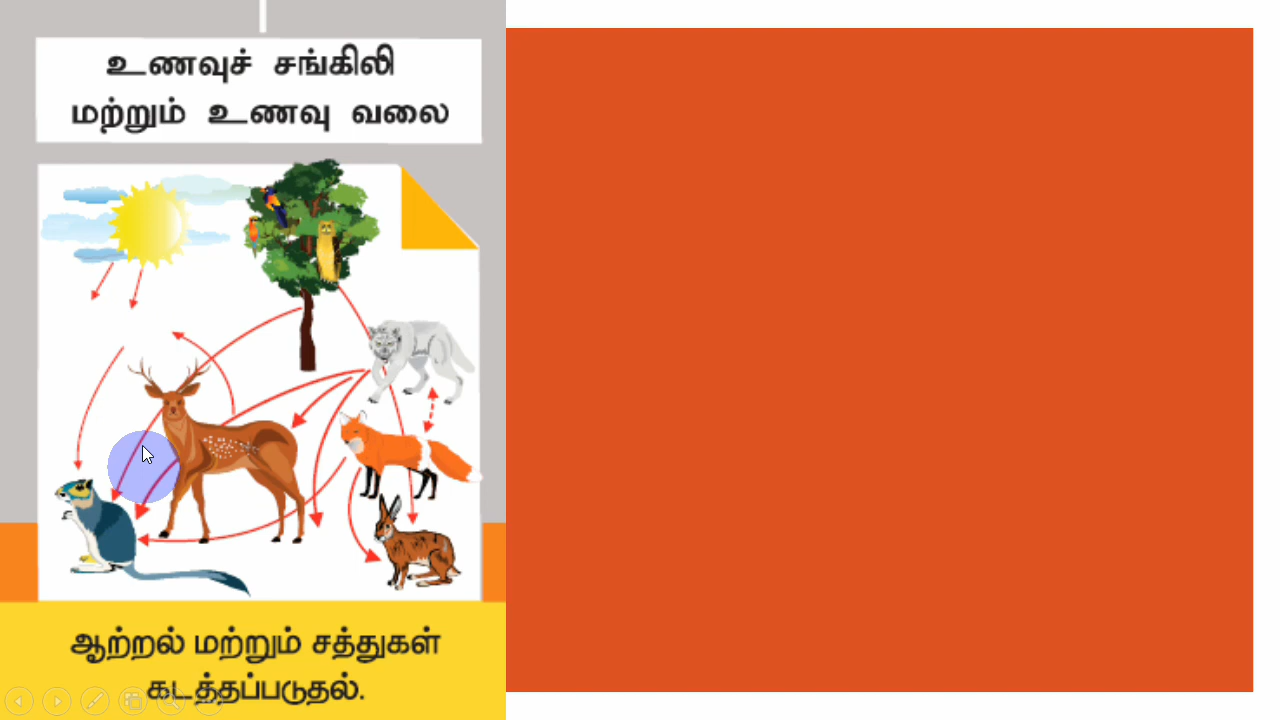 உணவுச் சங்கிலி
மற்றும் உணவு வலை
ஆற்றல் மற்றும் சத்துகள்
கடத்தப்படுதல்.